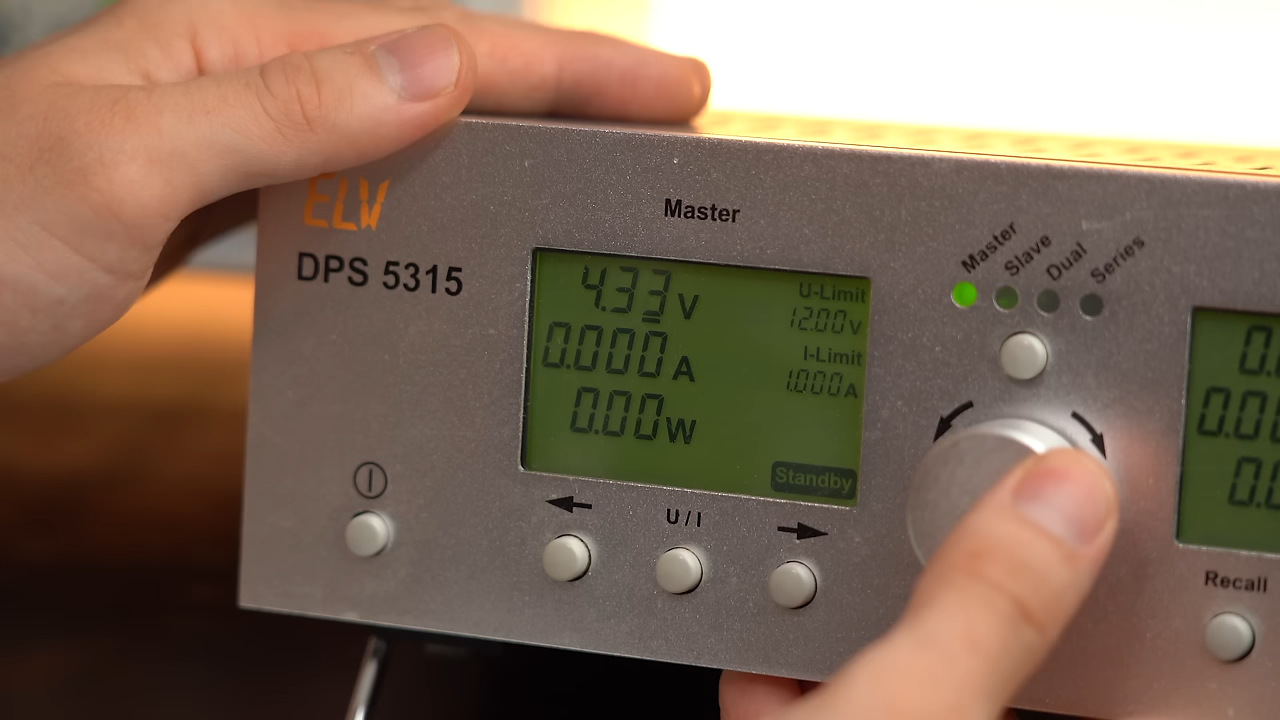 ELV
DPS 5315
Master
4.33 V
0.000 A
0.00 W
U-Limit
12.00 V
I-Limit
1.000 A
Standby
U/I
Master
Slave
Dual
Series
Recall